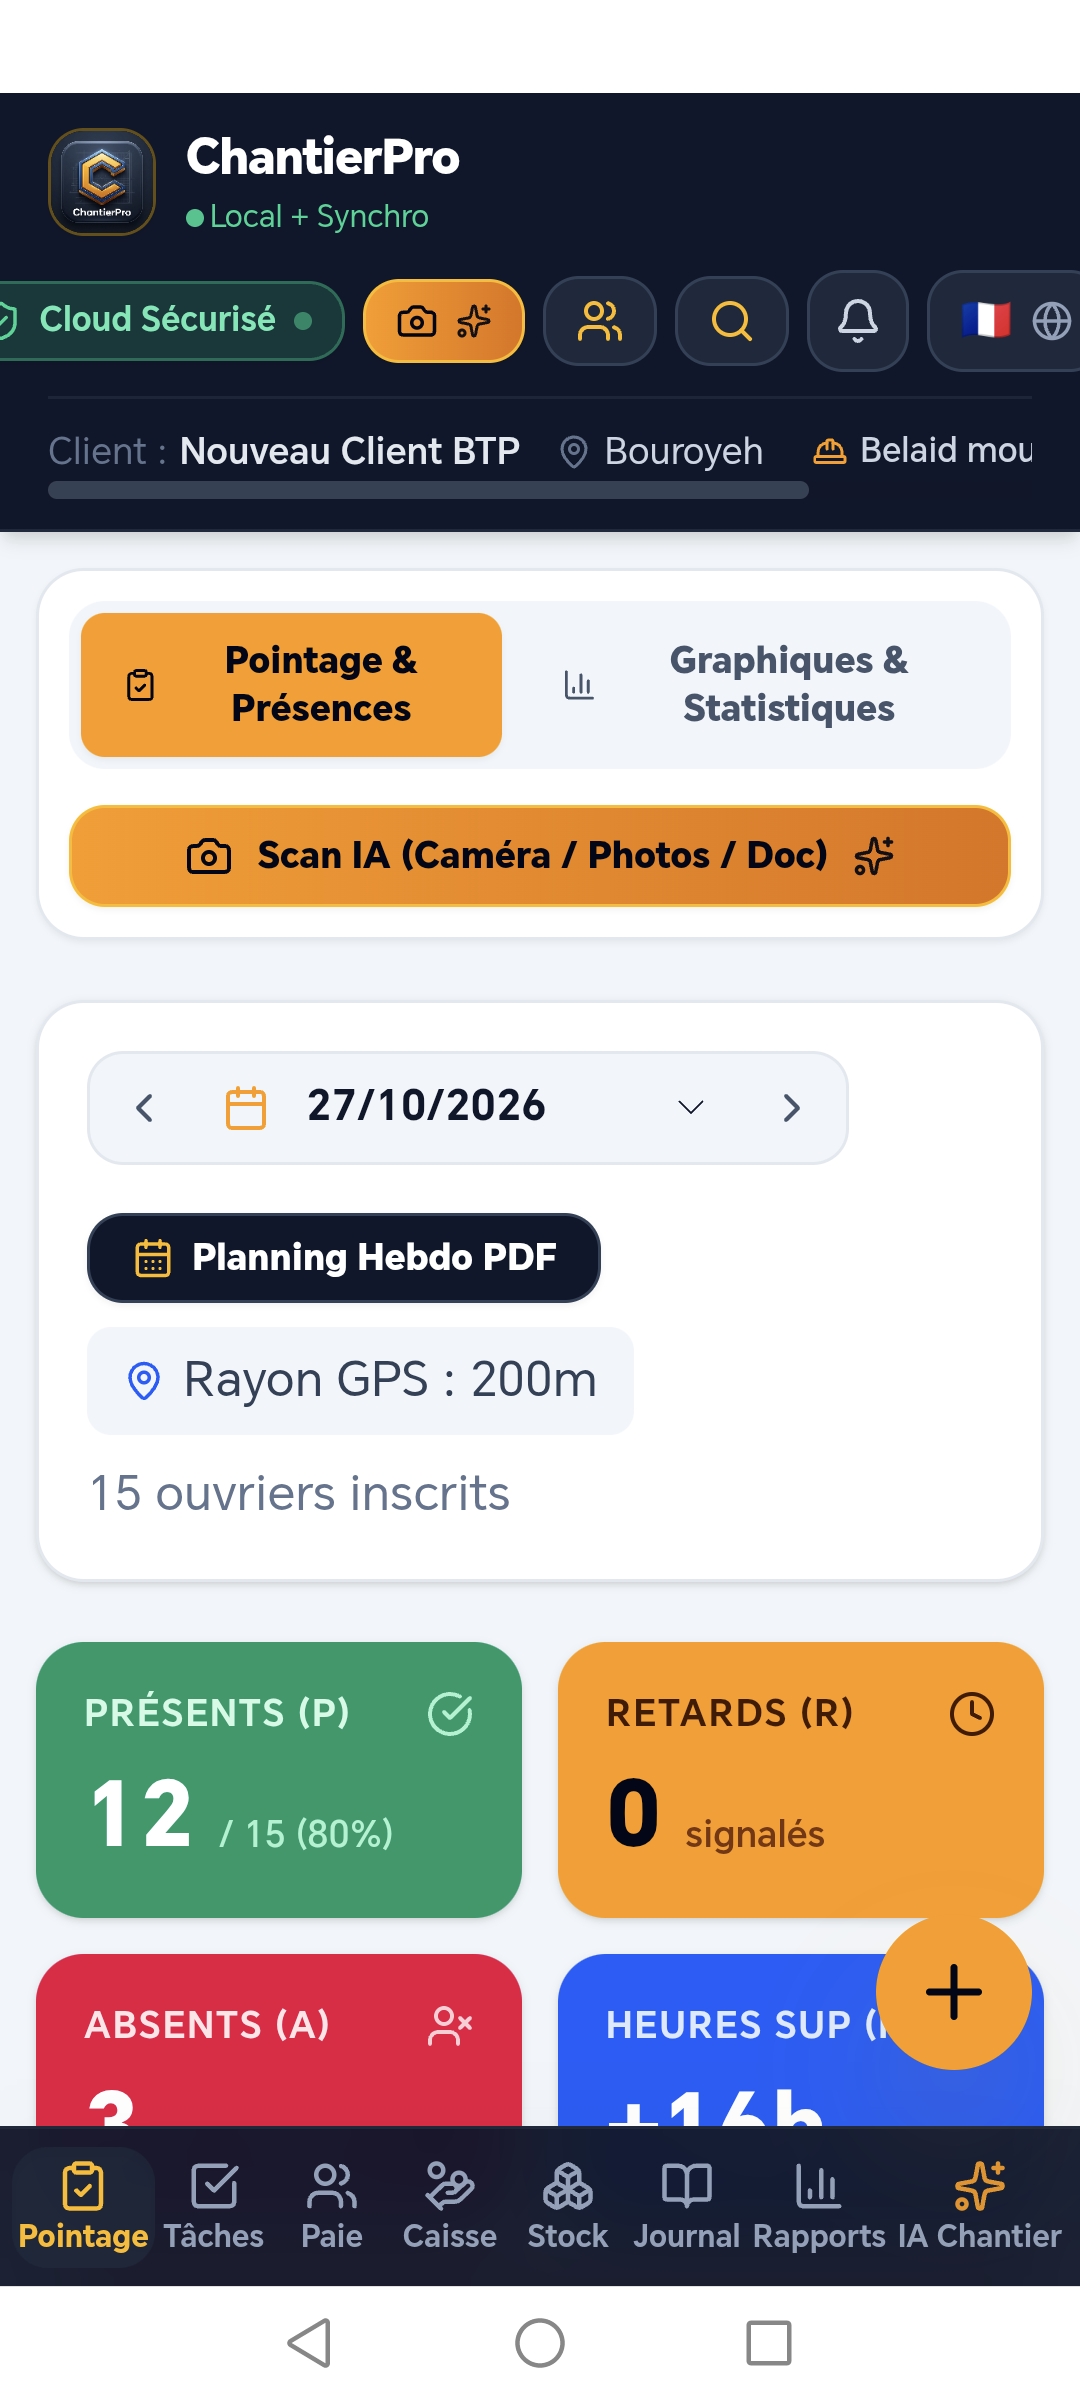 ChantierPro
ChantierPro
Local + Synchro
Cloud Sécurisé
Client : Nouveau Client BTP Bouroyeh Belaid mou
Pointage &
Présences
Graphiques &
Statistiques
Scan IA (Caméra / Photos / Doc)
27/10/2026
Planning Hebdo PDF
Rayon GPS : 200m
15 ouvriers inscrits
PRÉSENTS (P)
12 / 15 (80%)
RETARDS (R)
0 signalés
ABSENTS (A)
3
HEURES SUP (
+16h
Pointage Tâches Paie Caisse Stock Journal Rapports IA Chantier